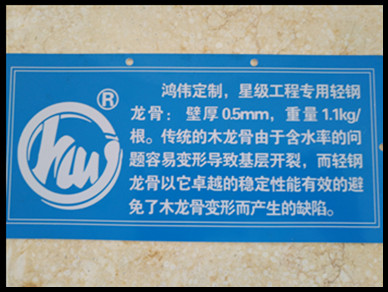 ®
hw
鸿伟定制，星级工程专用轻钢
龙骨：壁厚0.5mm，重量1.1kg/
根。传统的木龙骨由于含水率的问
题容易变形导致基层开裂，而轻钢
龙骨以它卓越的稳定性能有效的避
免了木龙骨变形而产生的缺陷。